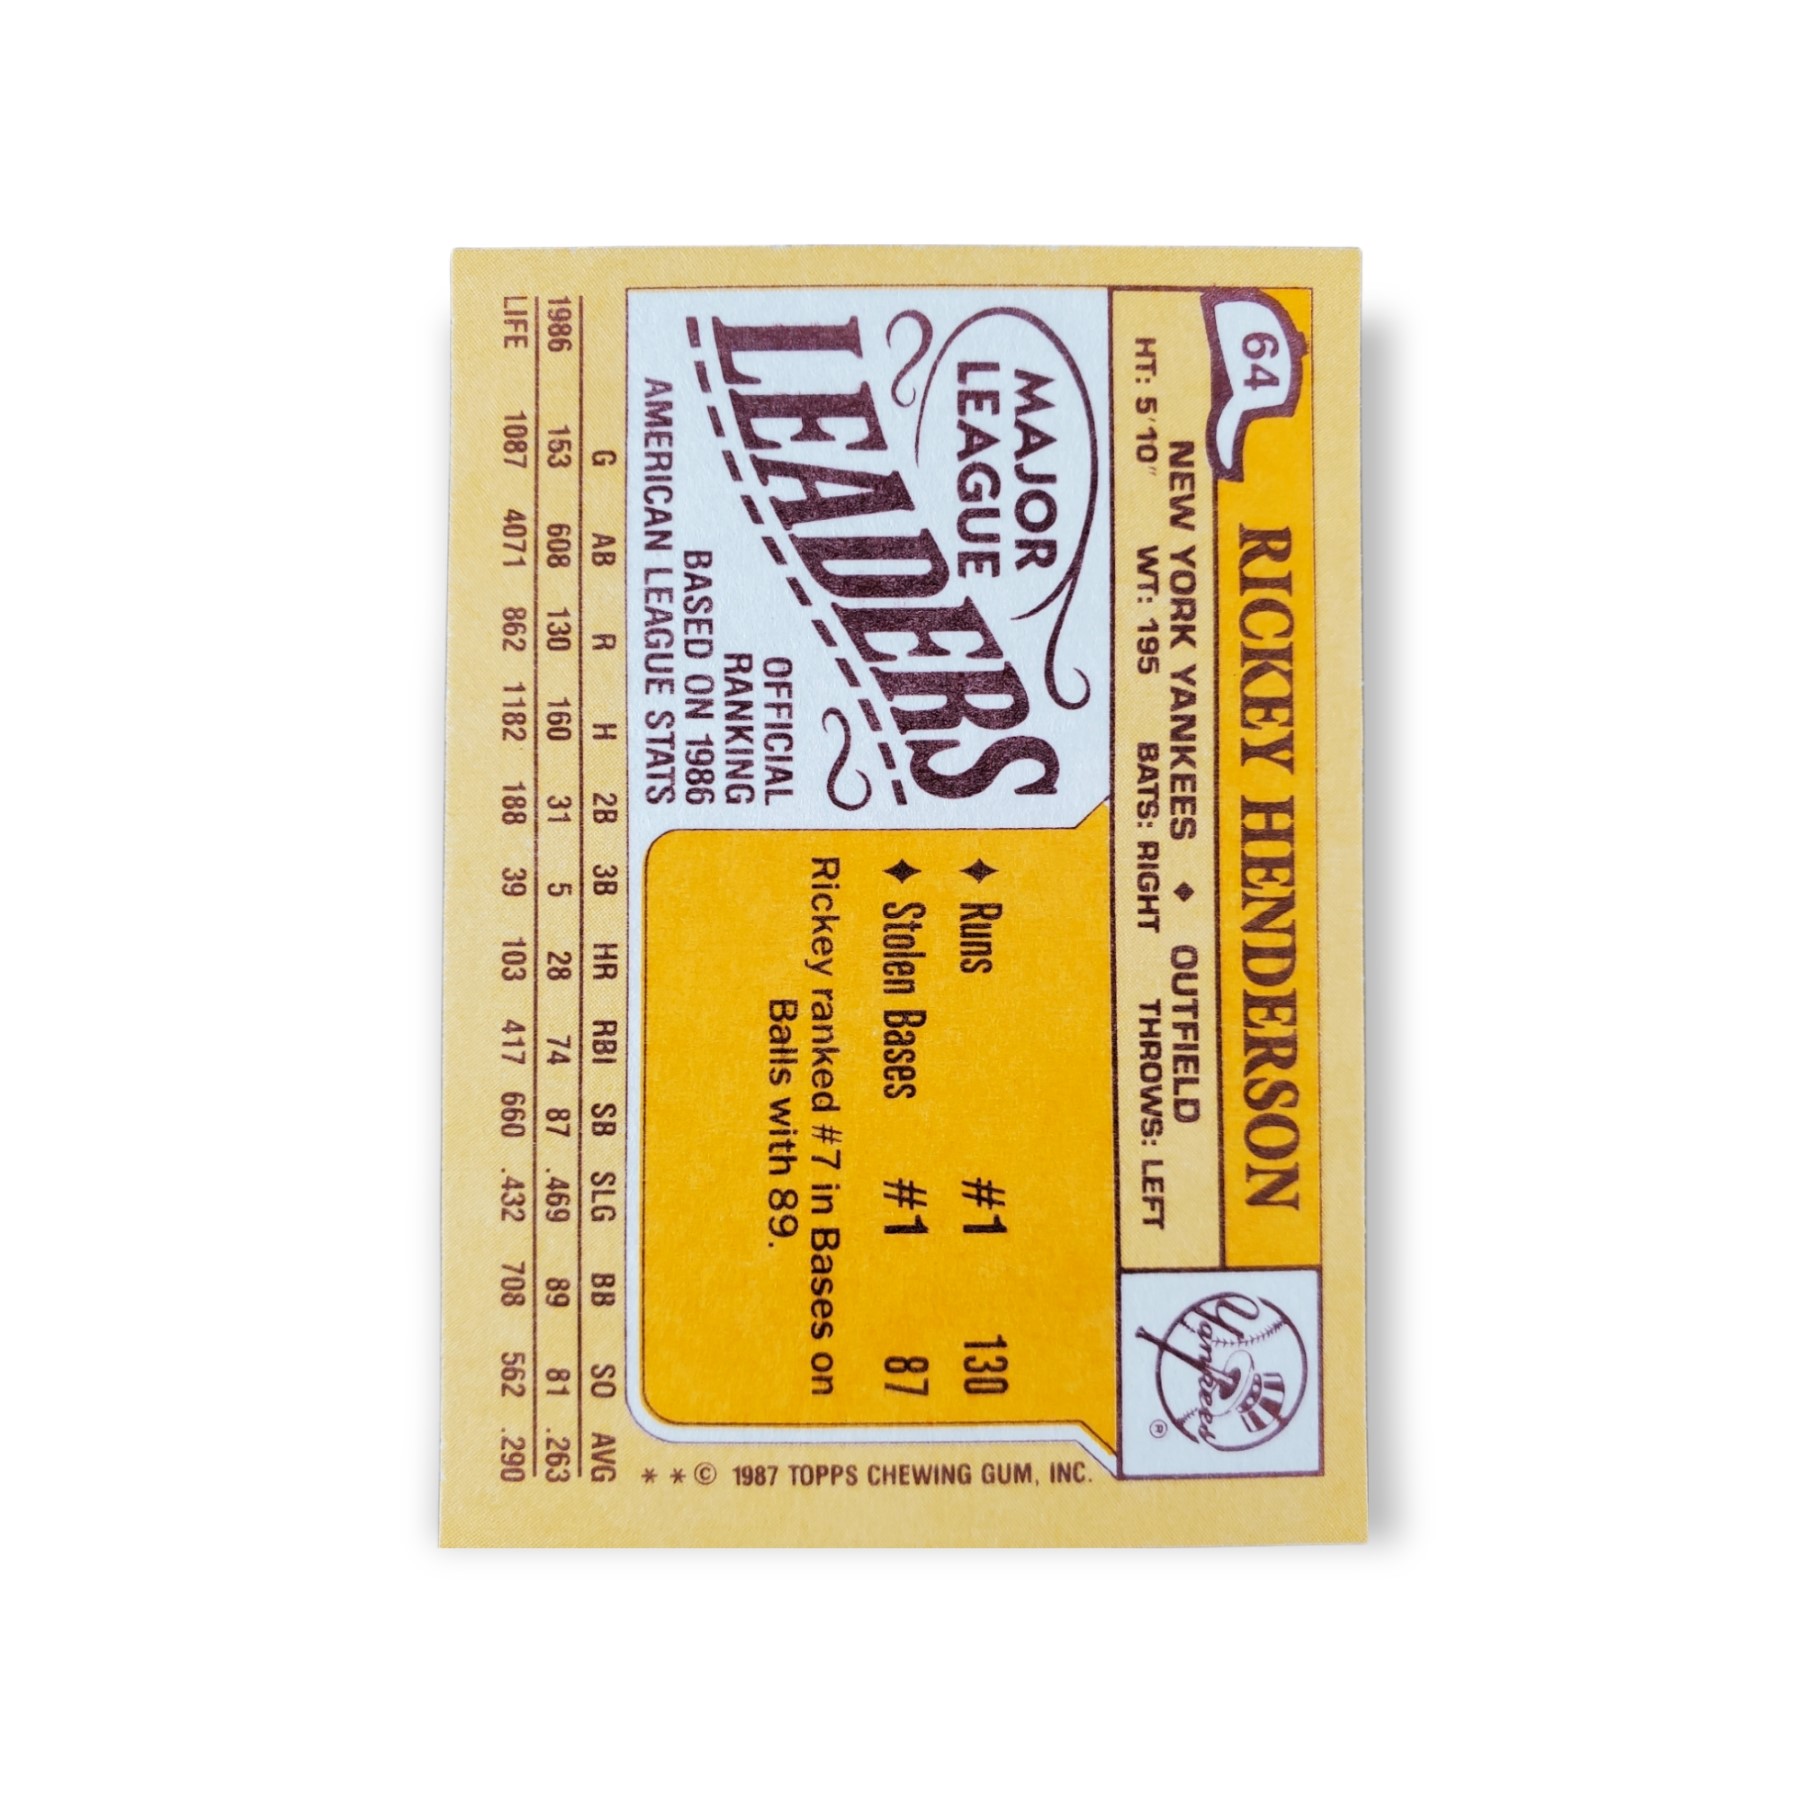 64
RICKEY HENDERSON
NEW YORK YANKEES ◆ OUTFIELD
HT: 5'10" WT: 195 BATS: RIGHT THROWS: LEFT
Yankees
®
MAJOR
LEAGUE
LEADERS
OFFICIAL
RANKING
BASED ON 1986
AMERICAN LEAGUE STATS
✦ Runs #1 130
✦ Stolen Bases #1 87
Rickey ranked #7 in Bases on
Balls with 89.
* * © 1987 TOPPS CHEWING GUM, INC.
G AB R H 2B 3B HR RBI SB SLG BB SO AVG
1986 153 608 130 160 31 5 28 74 87 .469 89 81 .263
LIFE 1087 4071 862 1182 188 39 103 417 660 .432 708 562 .290